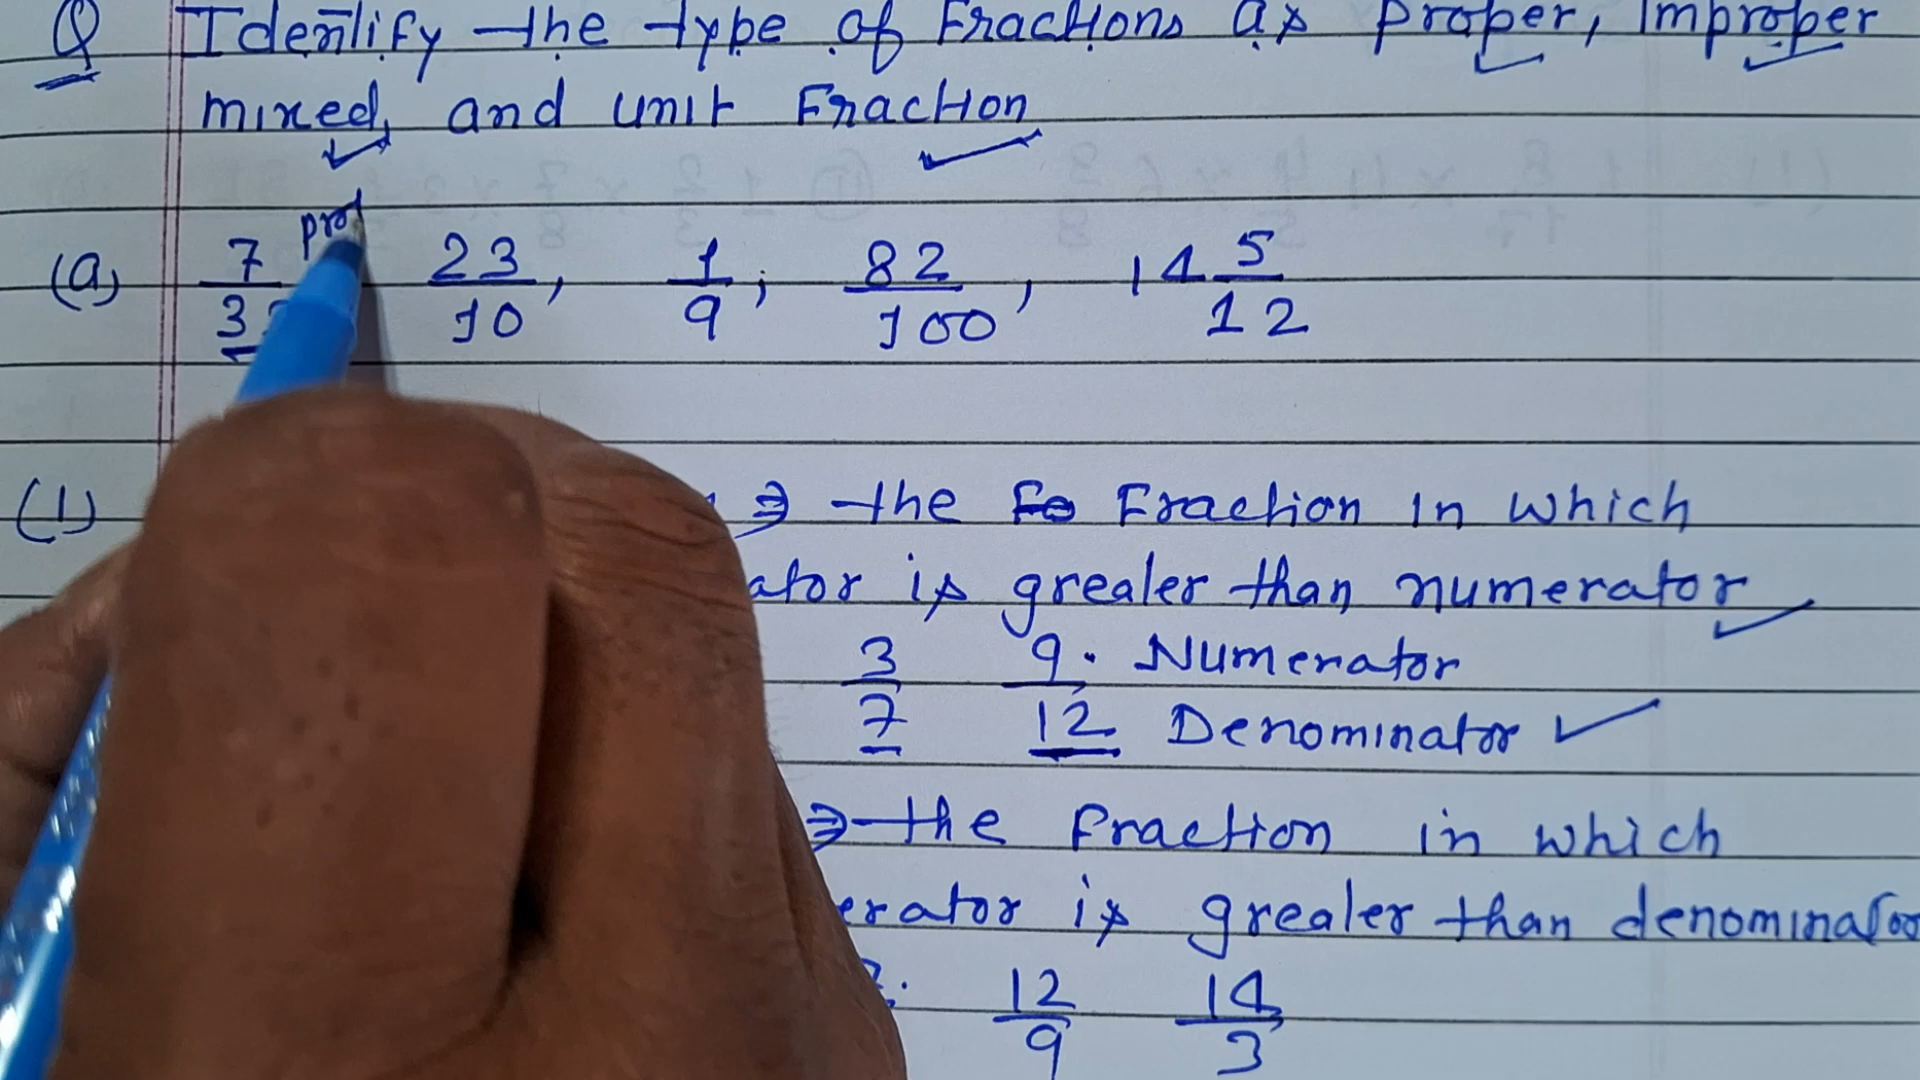 Q Identify the type of Fractions as Proper, Improper
mixed, and unit Fraction
pro
(a) 7/3 23/10, 1/9, 82/100, 14 5/12
(1) ⇒ the Fraction in which
ator is greater than numerator
3/7 9/12 Numerator
Denominator
⇒ the Fraction in which
erator is greater than denominator
12/9 14/3